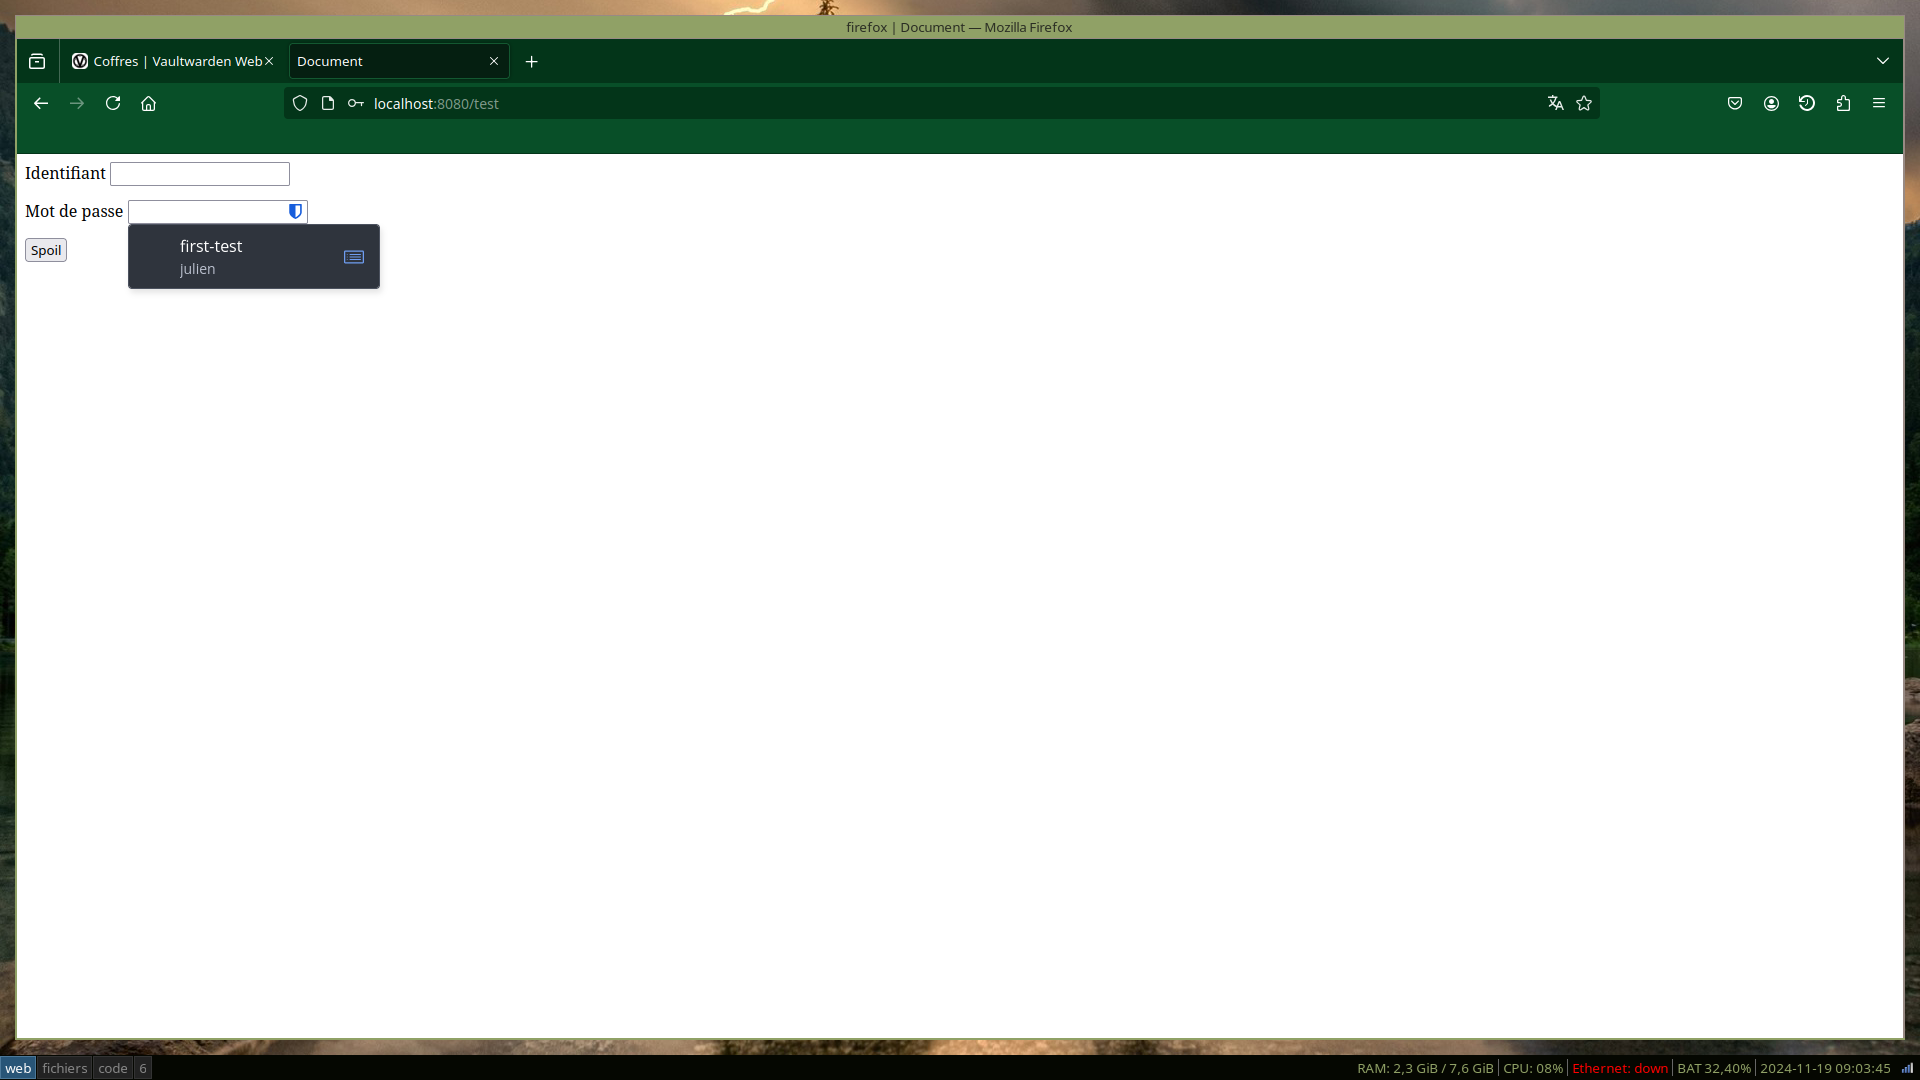 firefox | Document — Mozilla Firefox
Coffres | Vaultwarden Web
Document
localhost:8080/test
Identifiant
Mot de passe
first-test
julien
Spoil
web fichiers code 6
RAM: 2,3 GiB / 7,6 GiB | CPU: 08% | Ethernet: down | BAT 32,40% | 2024-11-19 09:03:45